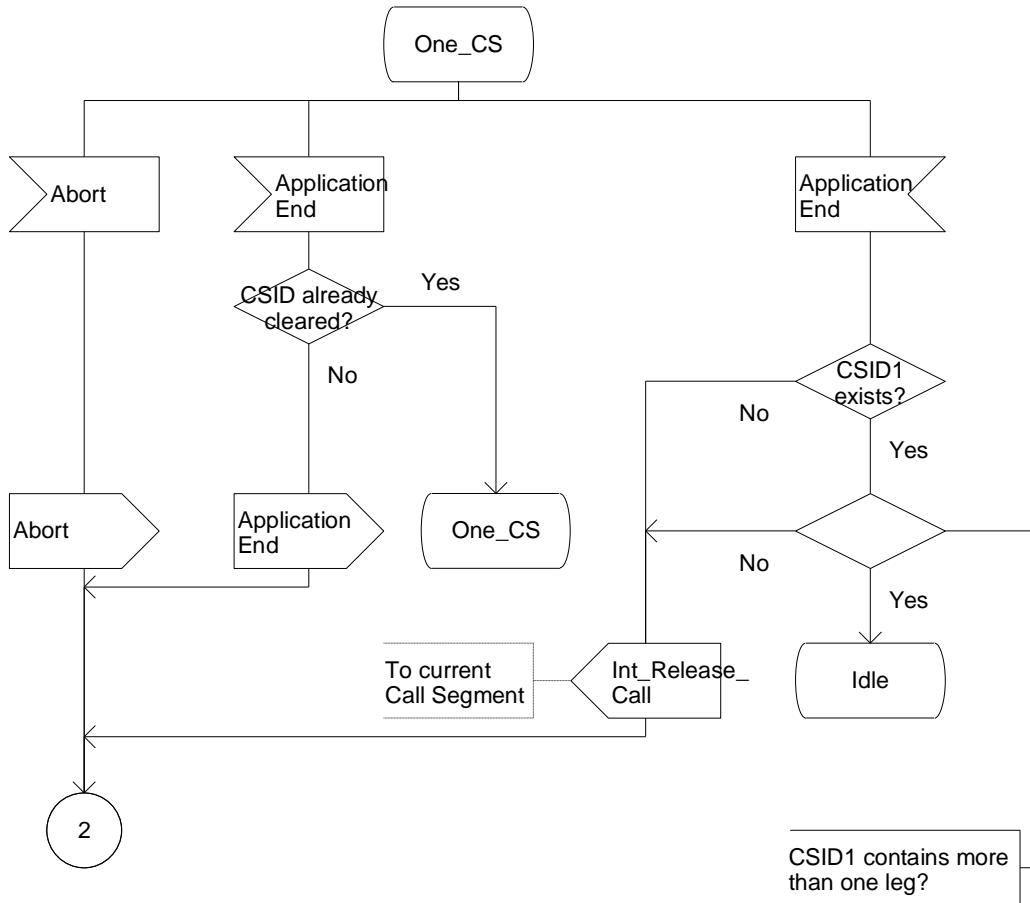 One_CS
Abort
Application
End
Application
End
CSID already
cleared?
Yes
No
CSID1
exists?
No
Yes
Abort
Application
End
One_CS
No
Yes
To current
Call Segment
Int_Release_
Call
Idle
2
CSID1 contains more
than one leg?